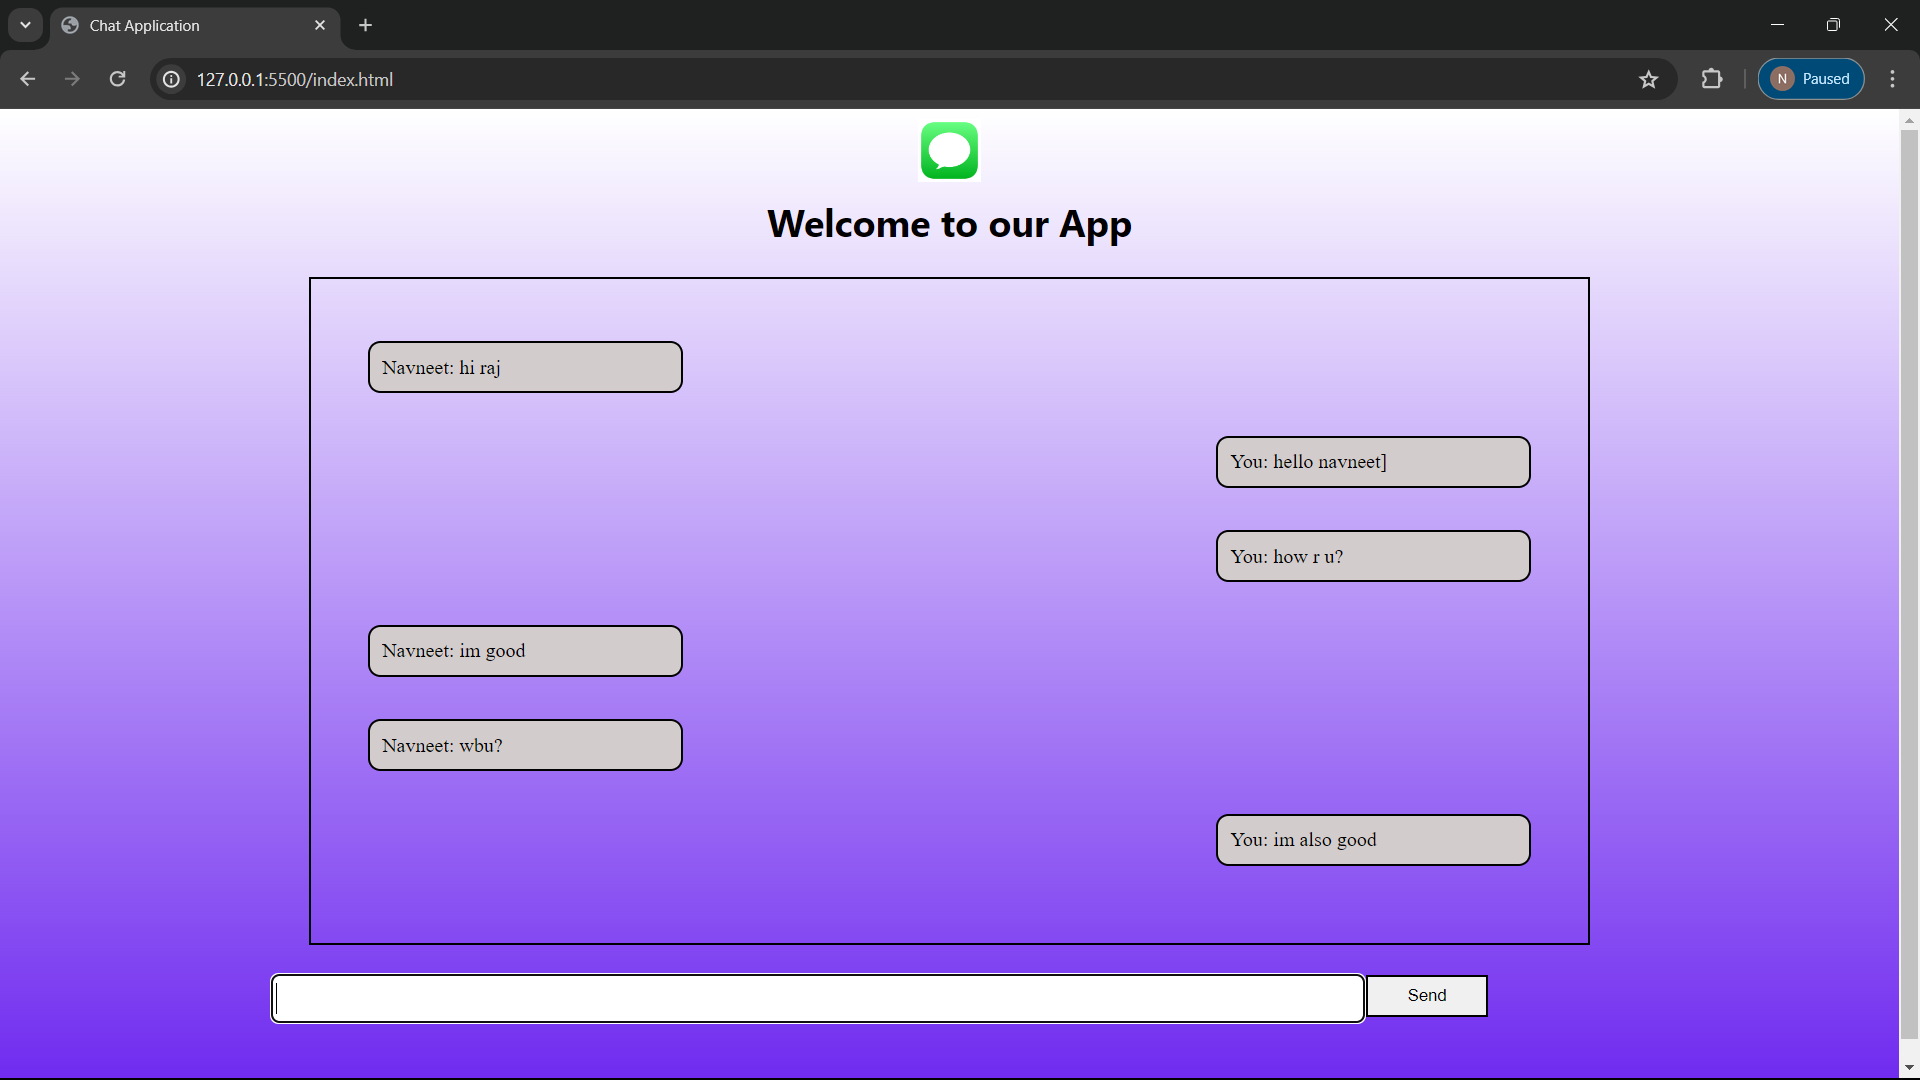 Chat Application
127.0.0.1:5500/index.html
N Paused
Welcome to our App
Navneet: hi raj
You: hello navneet]
You: how r u?
Navneet: im good
Navneet: wbu?
You: im also good
Send